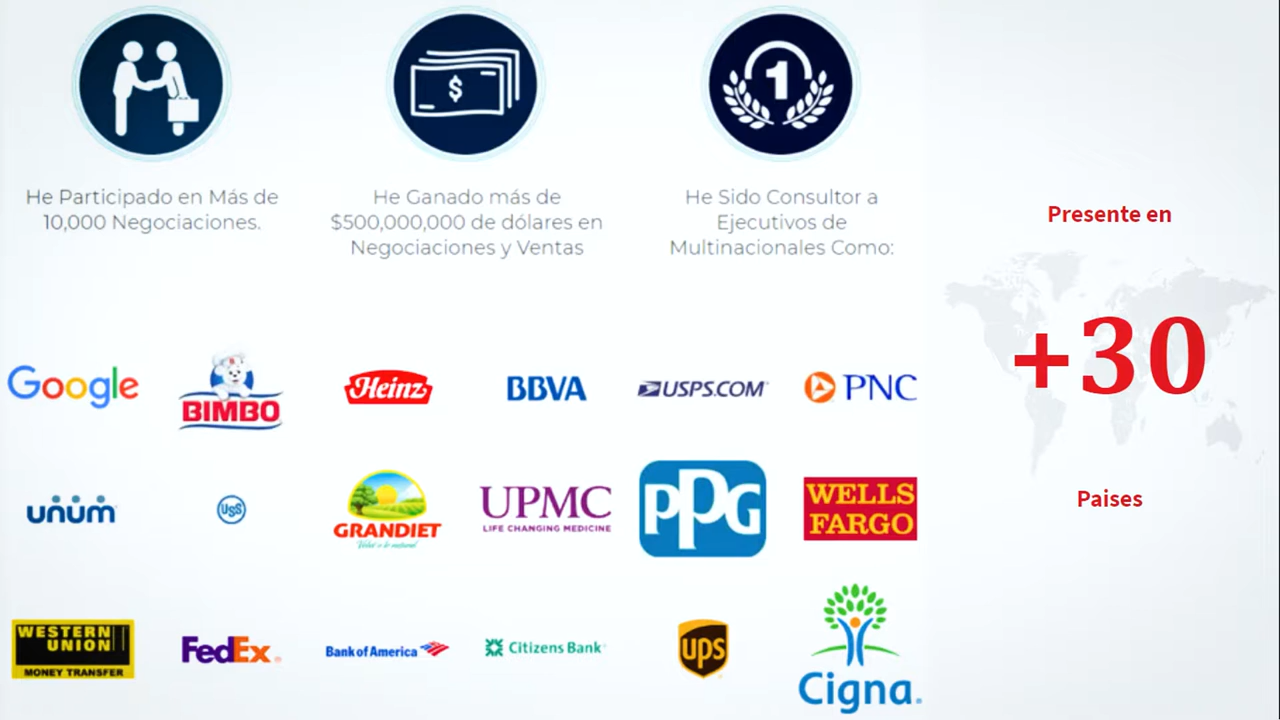 1
$
He Participado en Más de
10,000 Negociaciones.
He Ganado más de
$500,000,000 de dólares en
Negociaciones y Ventas
He Sido Consultor a
Ejecutivos de
Multinacionales Como:
Presente en
+30
Paises
Google
BIMBO
Heinz
BBVA
USPS.COM
PNC
unum
USS
GRANDIET
UPMC
LIFE CHANGING MEDICINE
PPG
WELLS
FARGO
WESTERN
UNION
MONEY TRANSFER
FedEx
Bank of America
Citizens Bank
ups
Cigna